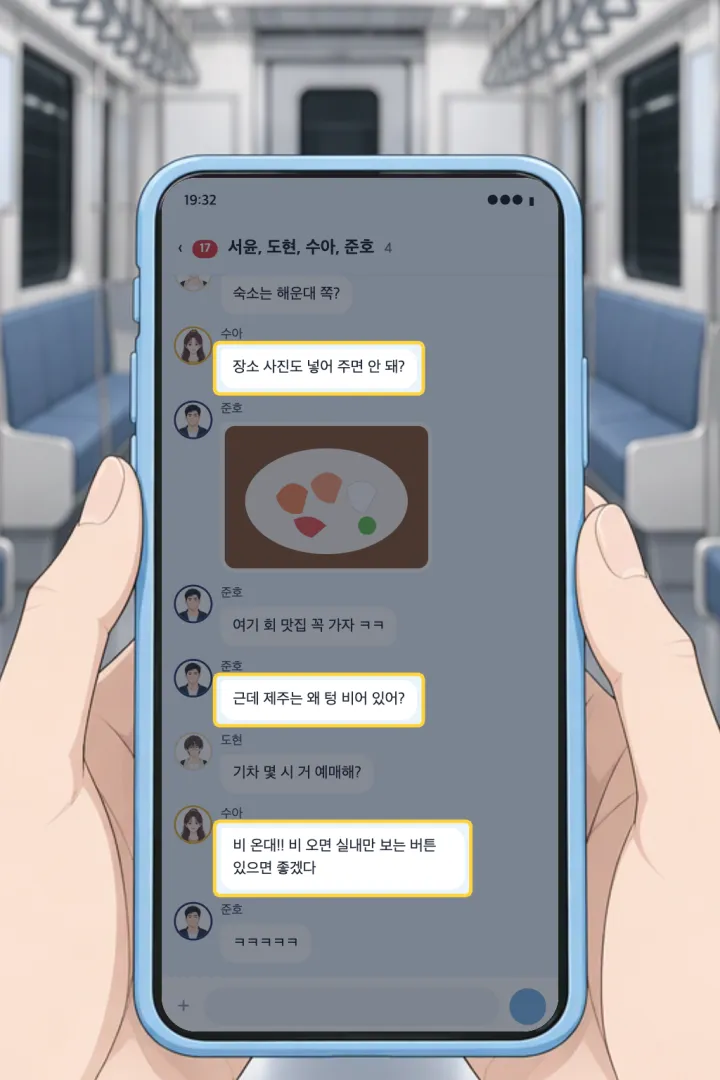 19:32
17 서윤, 도현, 수아, 준호 4
숙소는 해운대 쪽?
수아
장소 사진도 넣어 주면 안 돼?
준호
준호
여기 회 맛집 꼭 가자 ㅋㅋ
준호
근데 제주는 왜 텅 비어 있어?
도현
기차 몇 시 거 예매해?
수아
비 온대!! 비 오면 실내만 보는 버튼
있으면 좋겠다
준호
ㅋㅋㅋㅋㅋ